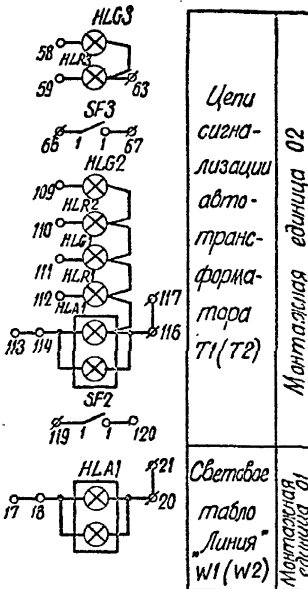 HLG3
58
HLR3
59
63
SF3
66
1
1
67
HLG2
109
HLR2
110
HLG1
111
HLR1
112
HLA1
117
113
114
116
SF2
119
1
1
120
HLA1
21
17
18
20
Цепи
сигна-
лизации
авто-
транс-
форма-
тора
Т1(Т2)
Монтажная единица 02
Световое
табло
„Линия"
W1(W2)
Монтажная
единица 01